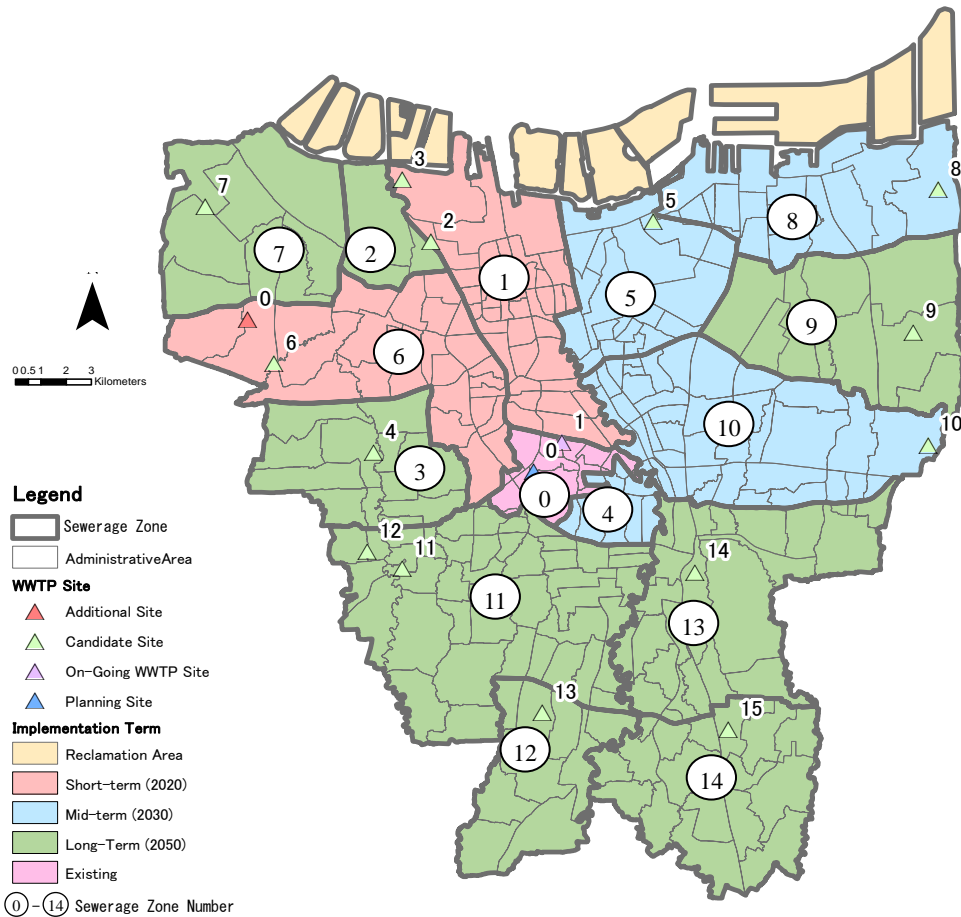 3
7
2
5
8
8
7
2
1
5
0
9
9
6
6
10
1
4
10
0
3
0
4
12
11
14
11
13
13
15
12
14
0 0.5 1 2 3
Kilometers
Legend
Sewerage Zone
AdministrativeArea
WWTP Site
Additional Site
Candidate Site
On-Going WWTP Site
Planning Site
Implementation Term
Reclamation Area
Short-term (2020)
Mid-term (2030)
Long-Term (2050)
Existing
0 - 14 Sewerage Zone Number